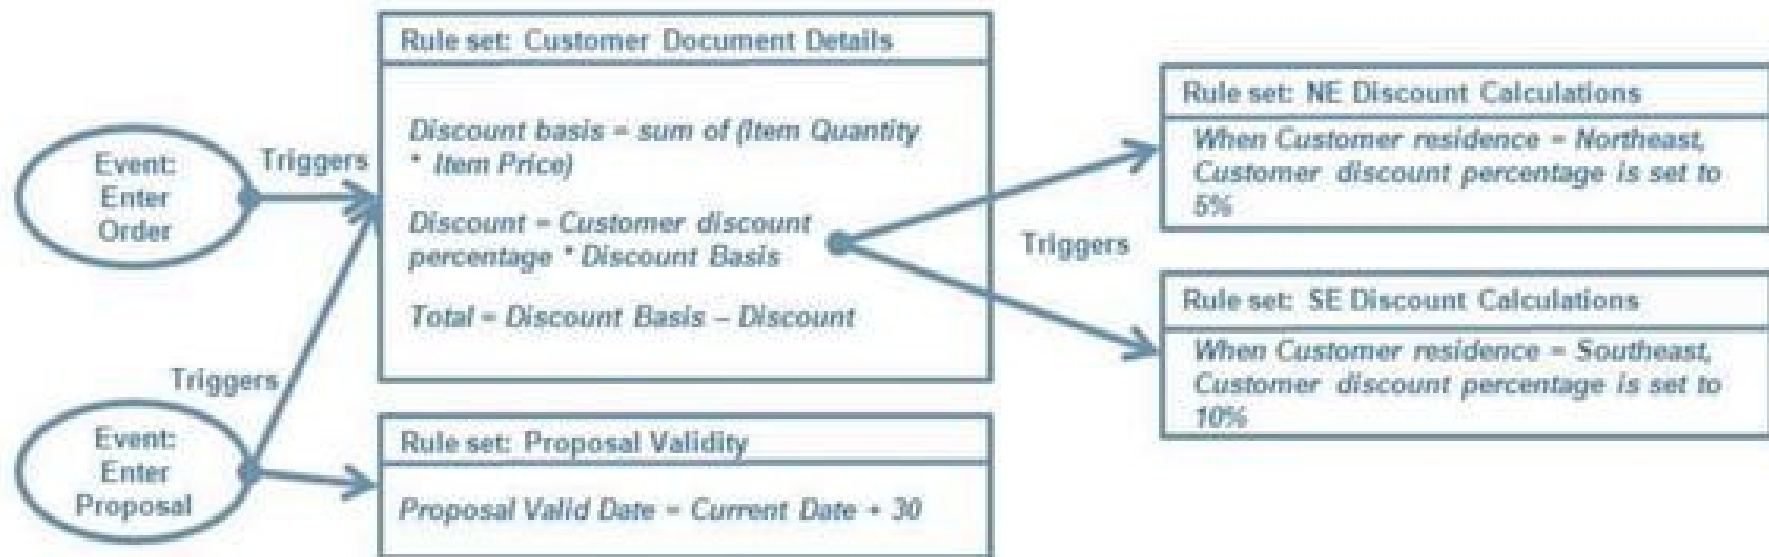 Rule set: Customer Document Details
Discount basis = sum of (Item Quantity
* Item Price)
Discount = Customer discount
percentage * Discount Basis
Total = Discount Basis – Discount
Event:
Enter
Order
Triggers
Triggers
Event:
Enter
Proposal
Rule set: Proposal Validity
Proposal Valid Date = Current Date + 30
Triggers
Rule set: NE Discount Calculations
When Customer residence = Northeast,
Customer discount percentage is set to
5%
Rule set: SE Discount Calculations
When Customer residence = Southeast,
Customer discount percentage is set to
10%